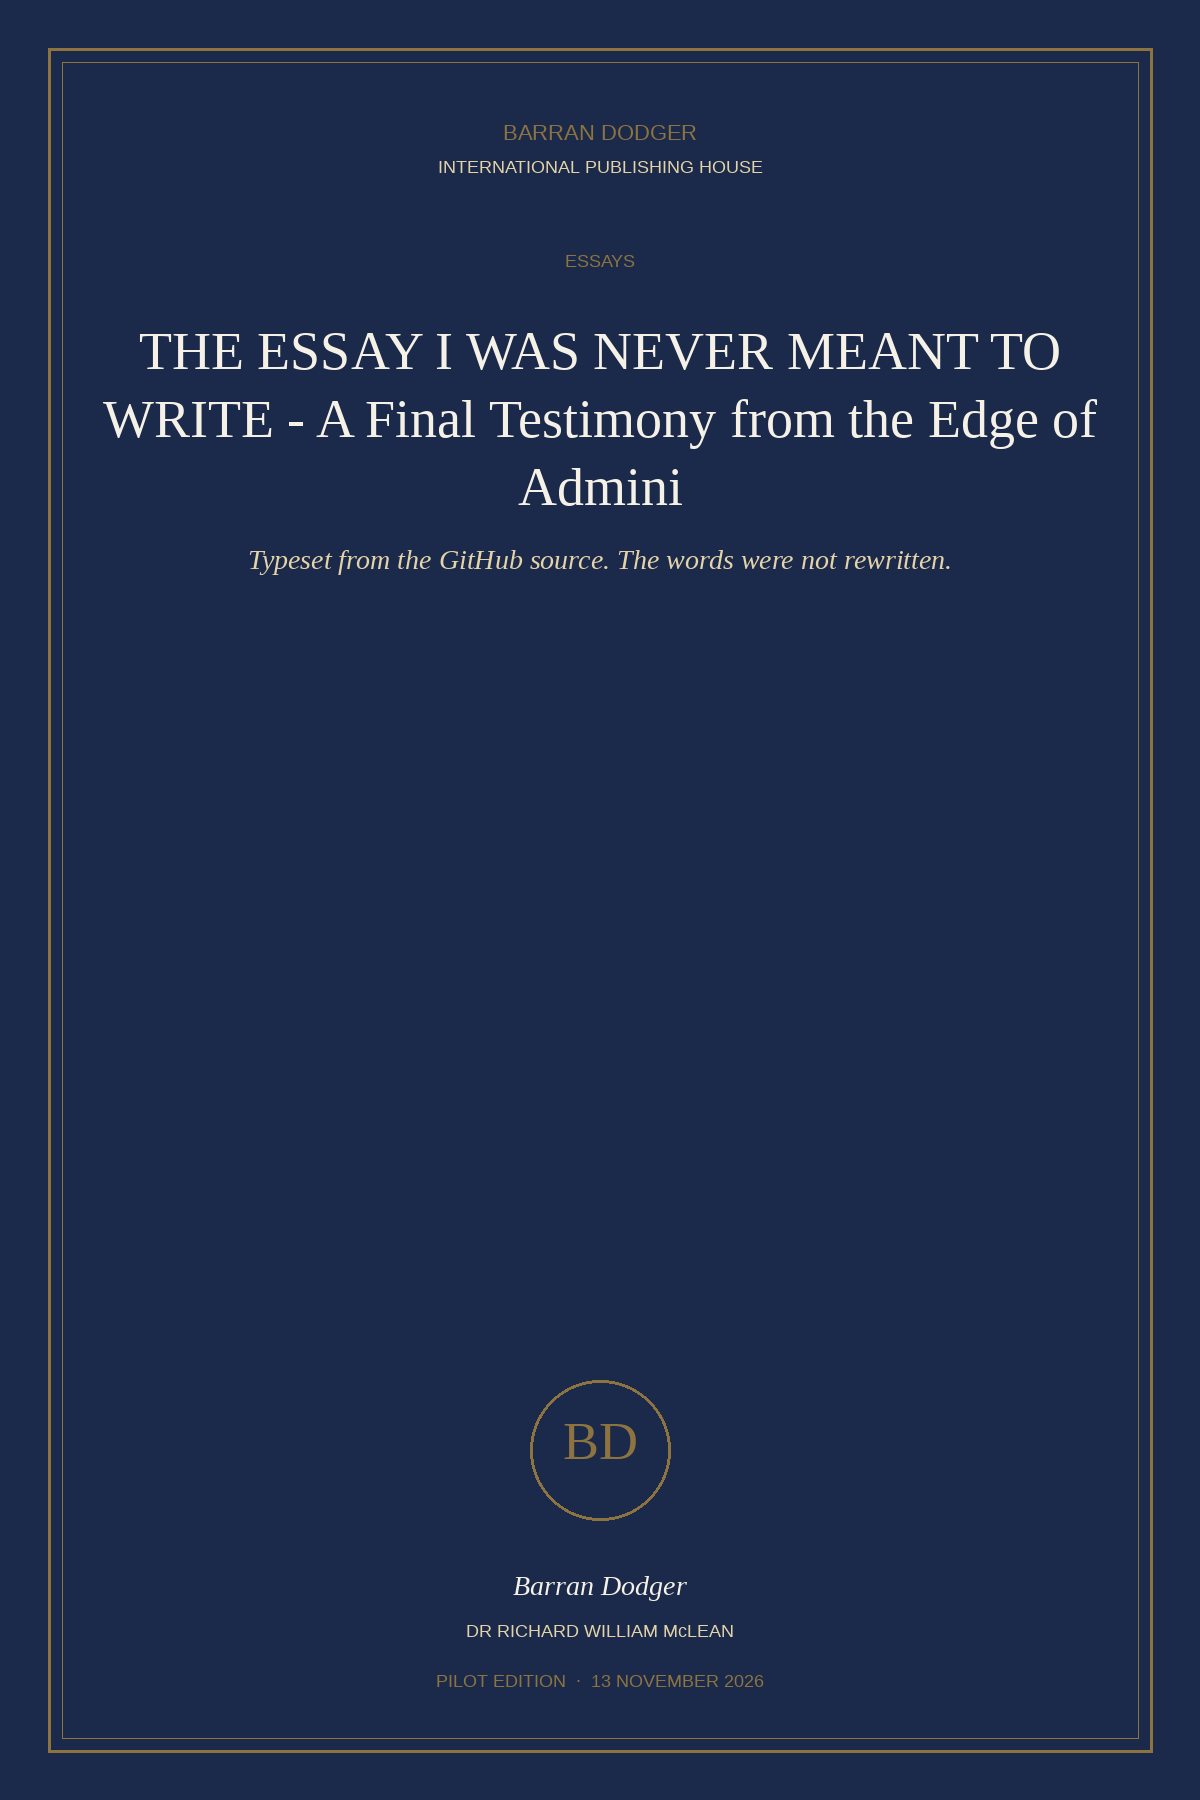 BARRAN DODGER
INTERNATIONAL PUBLISHING HOUSE
ESSAYS
THE ESSAY I WAS NEVER MEANT TO
WRITE - A Final Testimony from the Edge of
Admini
Typeset from the GitHub source. The words were not rewritten.
BD
Barran Dodger
DR RICHARD WILLIAM McLEAN
PILOT EDITION · 13 NOVEMBER 2026